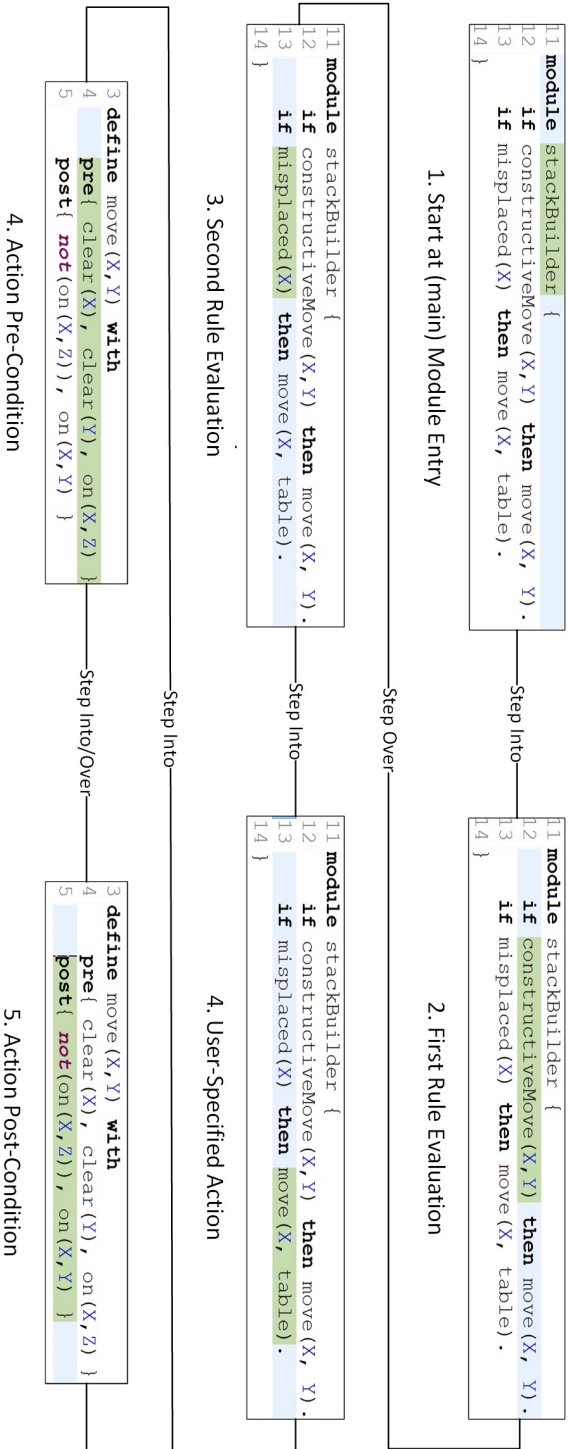 11 module stackBuilder {
12 if constructiveMove(X,Y) then move(X, Y).
13 if misplaced(X) then move(X, table).
14 }
1. Start at (main) Module Entry
Step Into
11 module stackBuilder {
12 if constructiveMove(X,Y) then move(X, Y).
13 if misplaced(X) then move(X, table).
14 }
2. First Rule Evaluation
Step Over
11 module stackBuilder {
12 if constructiveMove(X,Y) then move(X, Y).
13 if misplaced(X) then move(X, table).
14 }
3. Second Rule Evaluation
Step Into
11 module stackBuilder {
12 if constructiveMove(X,Y) then move(X, Y).
13 if misplaced(X) then move(X, table).
14 }
4. User-Specified Action
Step Into
3 define move(X,Y) with
4 pre{ clear(X), clear(Y), on(X,Z) }
5 post{ not(on(X,Z)), on(X,Y) }
4. Action Pre-Condition
Step Into/Over
3 define move(X,Y) with
4 pre{ clear(X), clear(Y), on(X,Z) }
5 post{ not(on(X,Z)), on(X,Y) }
5. Action Post-Condition